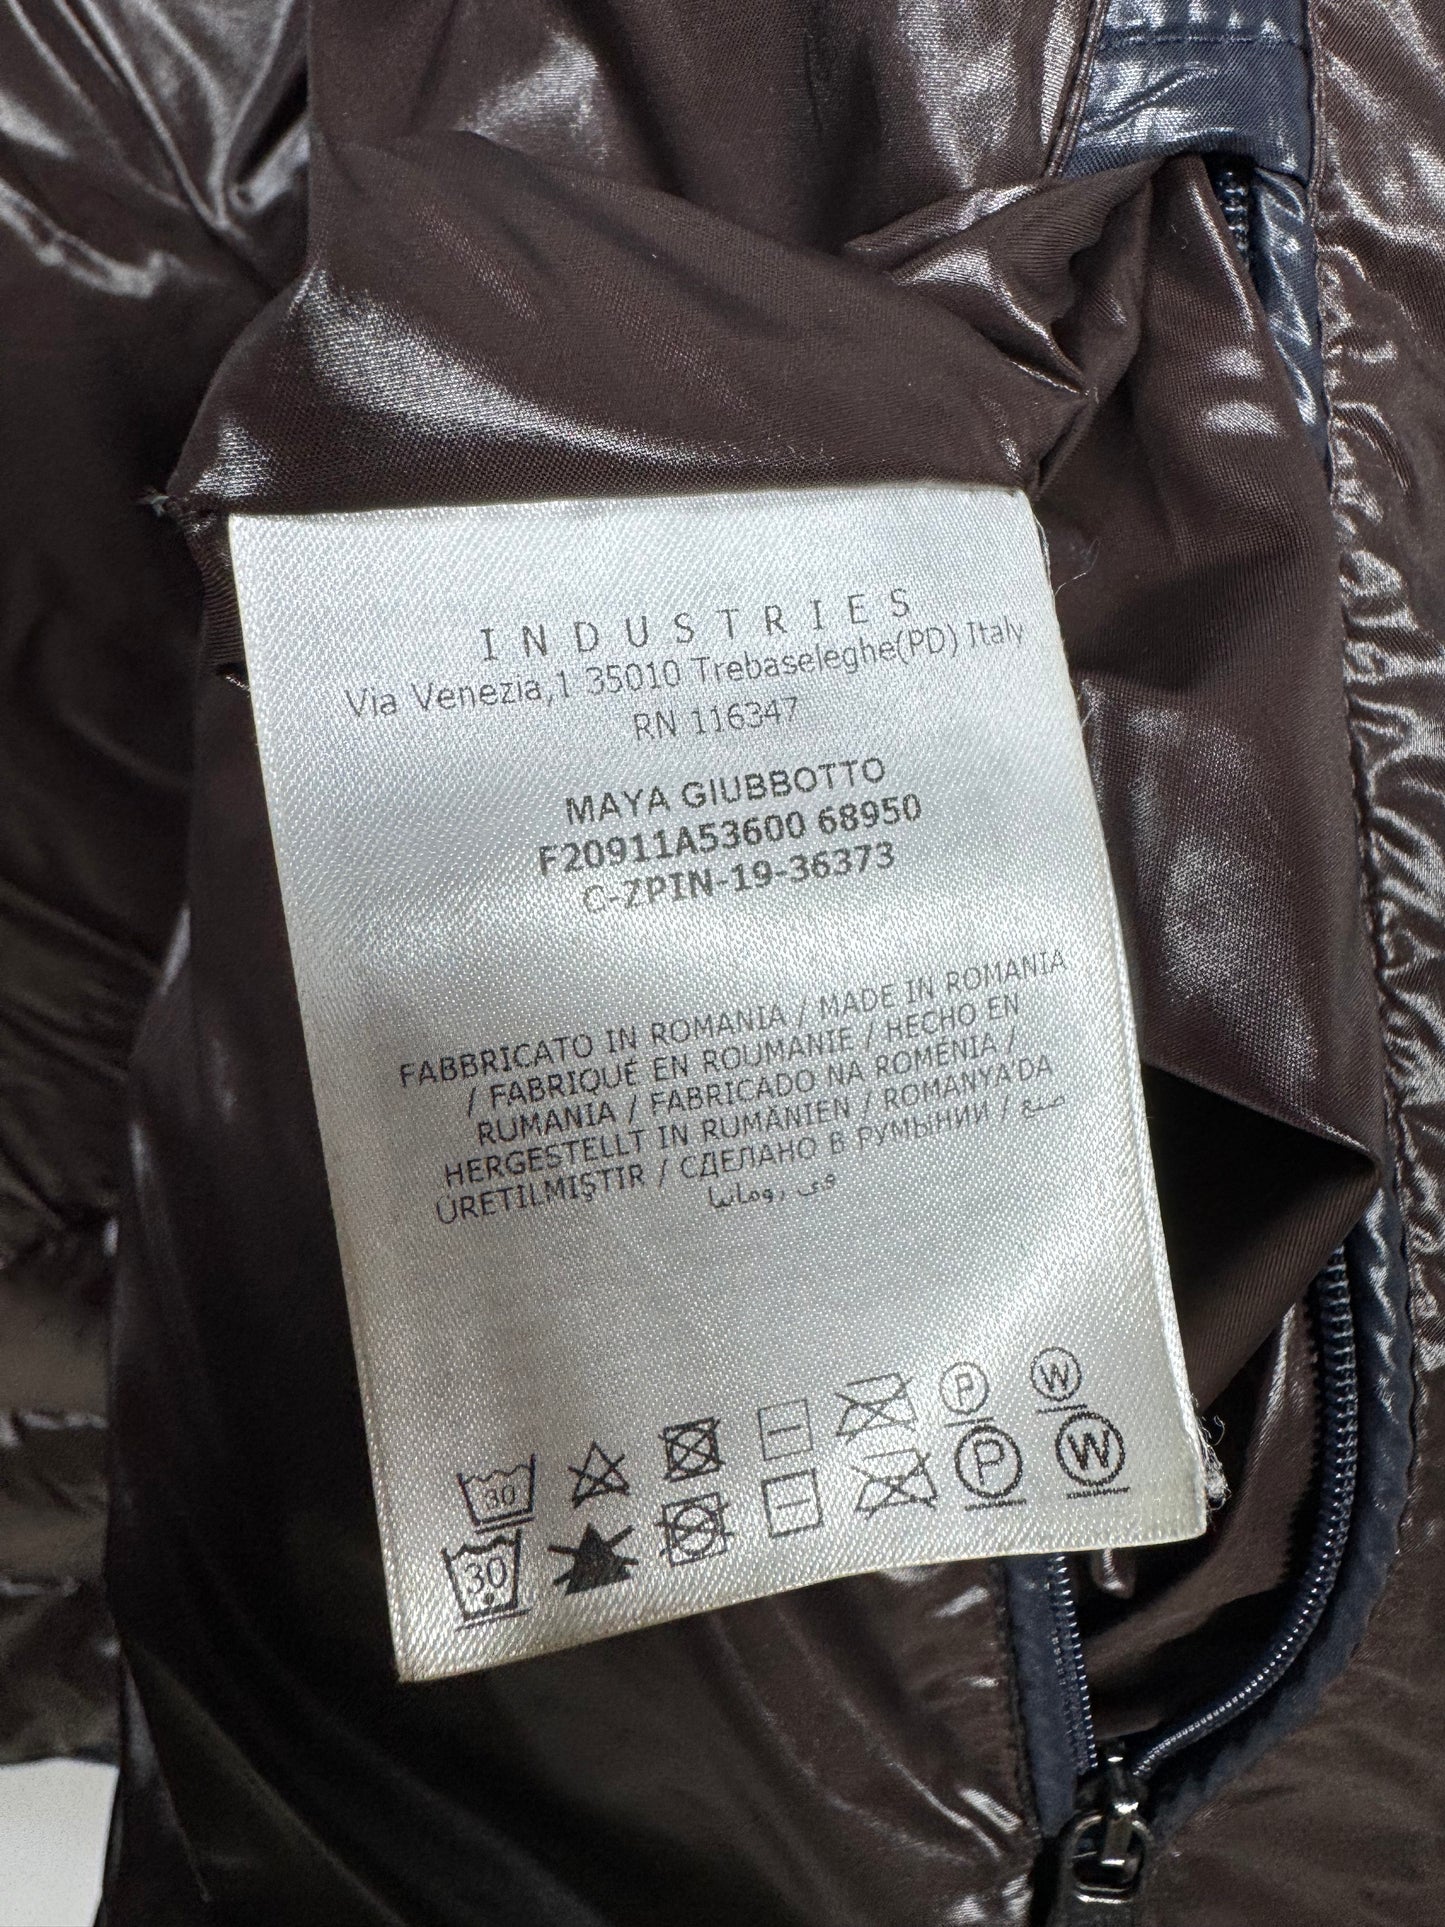 INDUSTRIES
Via Venezia,1 35010 Trebaseleghe(PD) Italy
RN 116347
MAYA GIUBBOTTO
F20911A53600 68950
C-ZPIN-19-36373
FABBRICATO IN ROMANIA / MADE IN ROMANIA
/ FABRIQUÉ EN ROUMANIE / HECHO EN
RUMANIA / FABRICADO NA ROMÉNIA /
HERGESTELLT IN RUMÄNIEN / ROMANYA'DA
ÜRETILMIŞTIR / СДЕЛАНО В РУМЫНИИ / صنع
في رومانيا
30 P W
30 P W